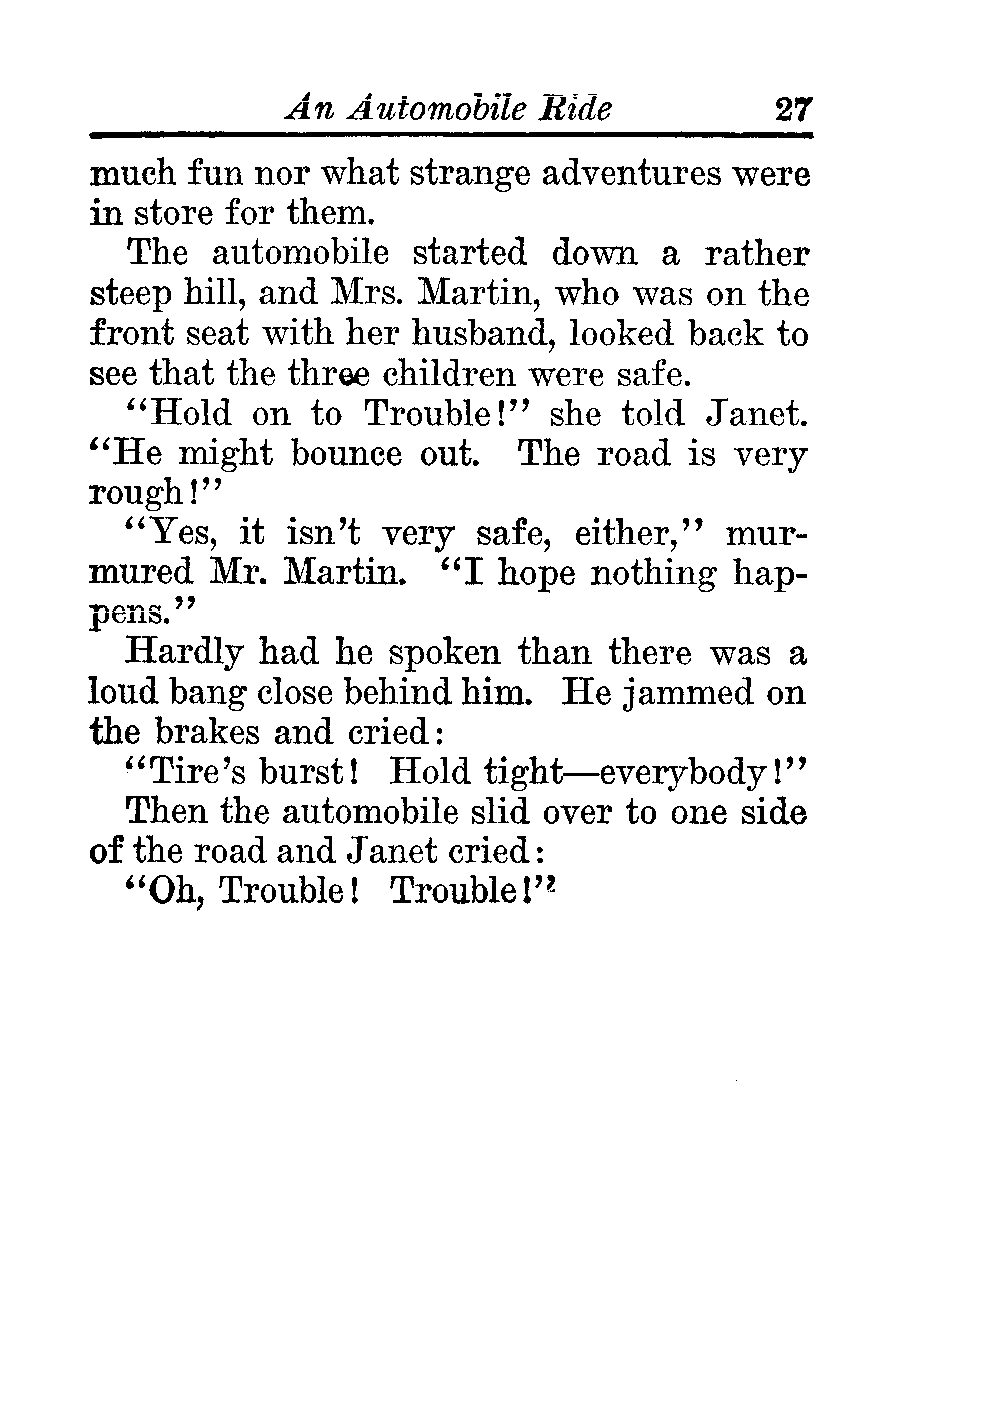 An Automobile Ride 27
much fun nor what strange adventures were
in store for them.
The automobile started down a rather
steep hill, and Mrs. Martin, who was on the
front seat with her husband, looked back to
see that the three children were safe.
“Hold on to Trouble!” she told Janet.
“He might bounce out. The road is very
rough!”
“Yes, it isn’t very safe, either,” mur-
mured Mr. Martin. “I hope nothing hap-
pens.”
Hardly had he spoken than there was a
loud bang close behind him. He jammed on
the brakes and cried:
“Tire’s burst! Hold tight—everybody!”
Then the automobile slid over to one side
of the road and Janet cried:
“Oh, Trouble! Trouble!”